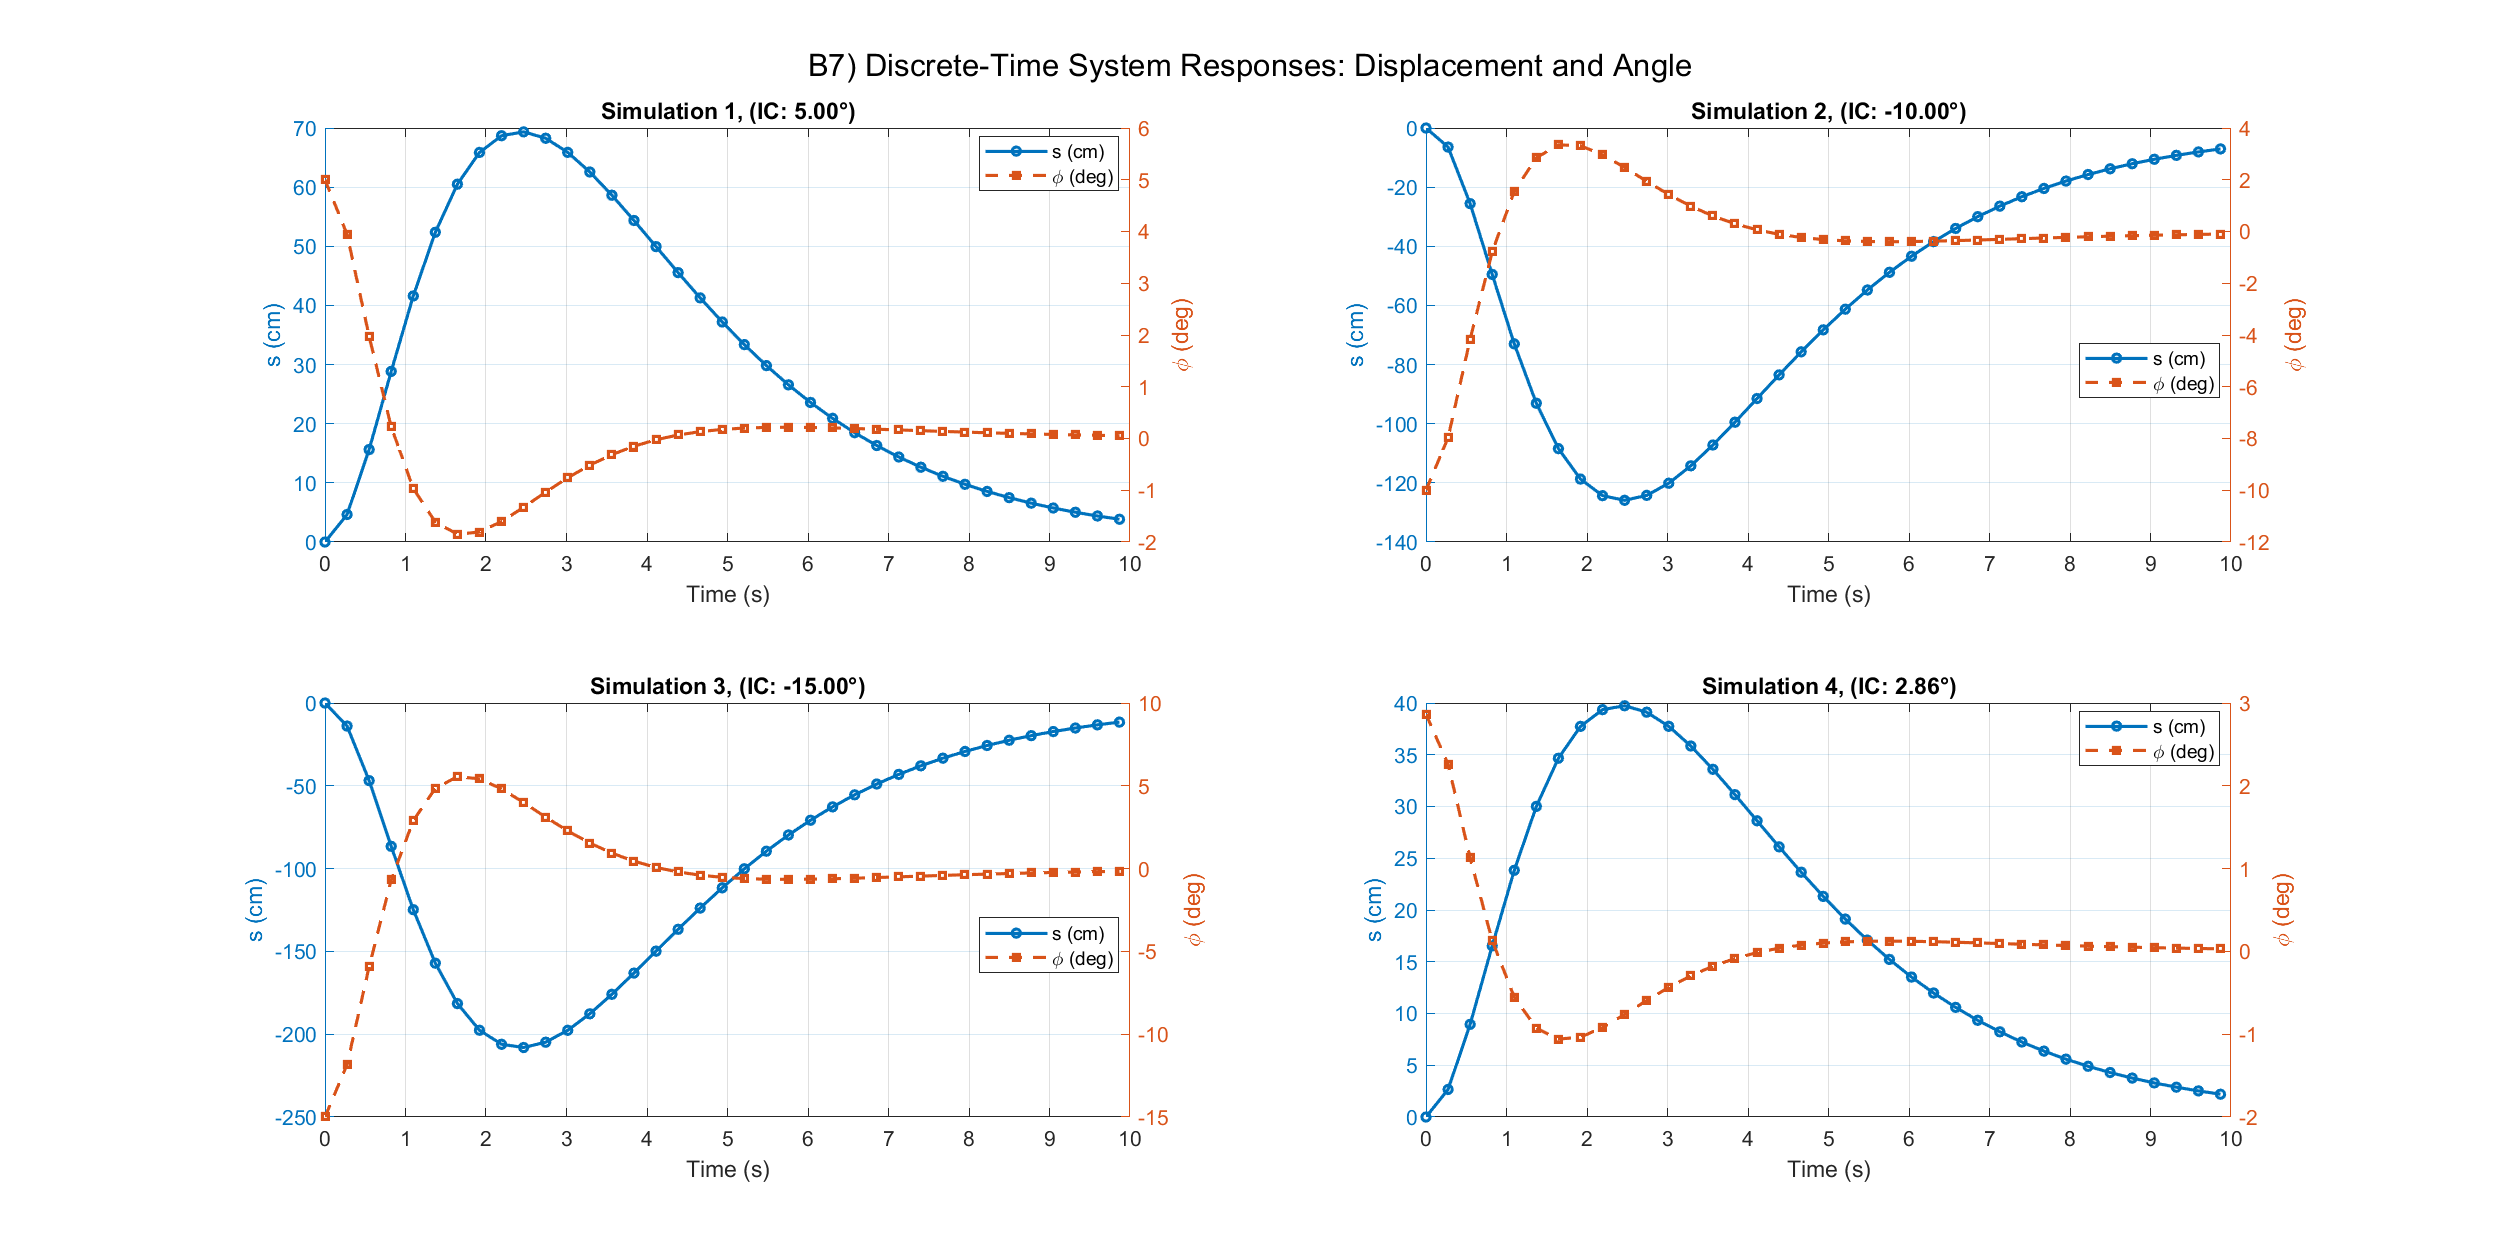 B7) Discrete-Time System Responses: Displacement and Angle
Simulation 1, (IC: 5.00°)
s (cm)
70
60
50
40
30
20
10
0
0 1 2 3 4 5 6 7 8 9 10
Time (s)
6
5
4
3
2
1
0
-1
-2
ϕ (deg)
s (cm)
ϕ (deg)
Simulation 2, (IC: -10.00°)
s (cm)
0
-20
-40
-60
-80
-100
-120
-140
0 1 2 3 4 5 6 7 8 9 10
Time (s)
4
2
0
-2
-4
-6
-8
-10
-12
ϕ (deg)
s (cm)
ϕ (deg)
Simulation 3, (IC: -15.00°)
s (cm)
0
-50
-100
-150
-200
-250
0 1 2 3 4 5 6 7 8 9 10
Time (s)
10
5
0
-5
-10
-15
ϕ (deg)
s (cm)
ϕ (deg)
Simulation 4, (IC: 2.86°)
s (cm)
40
35
30
25
20
15
10
5
0
0 1 2 3 4 5 6 7 8 9 10
Time (s)
3
2
1
0
-1
-2
ϕ (deg)
s (cm)
ϕ (deg)